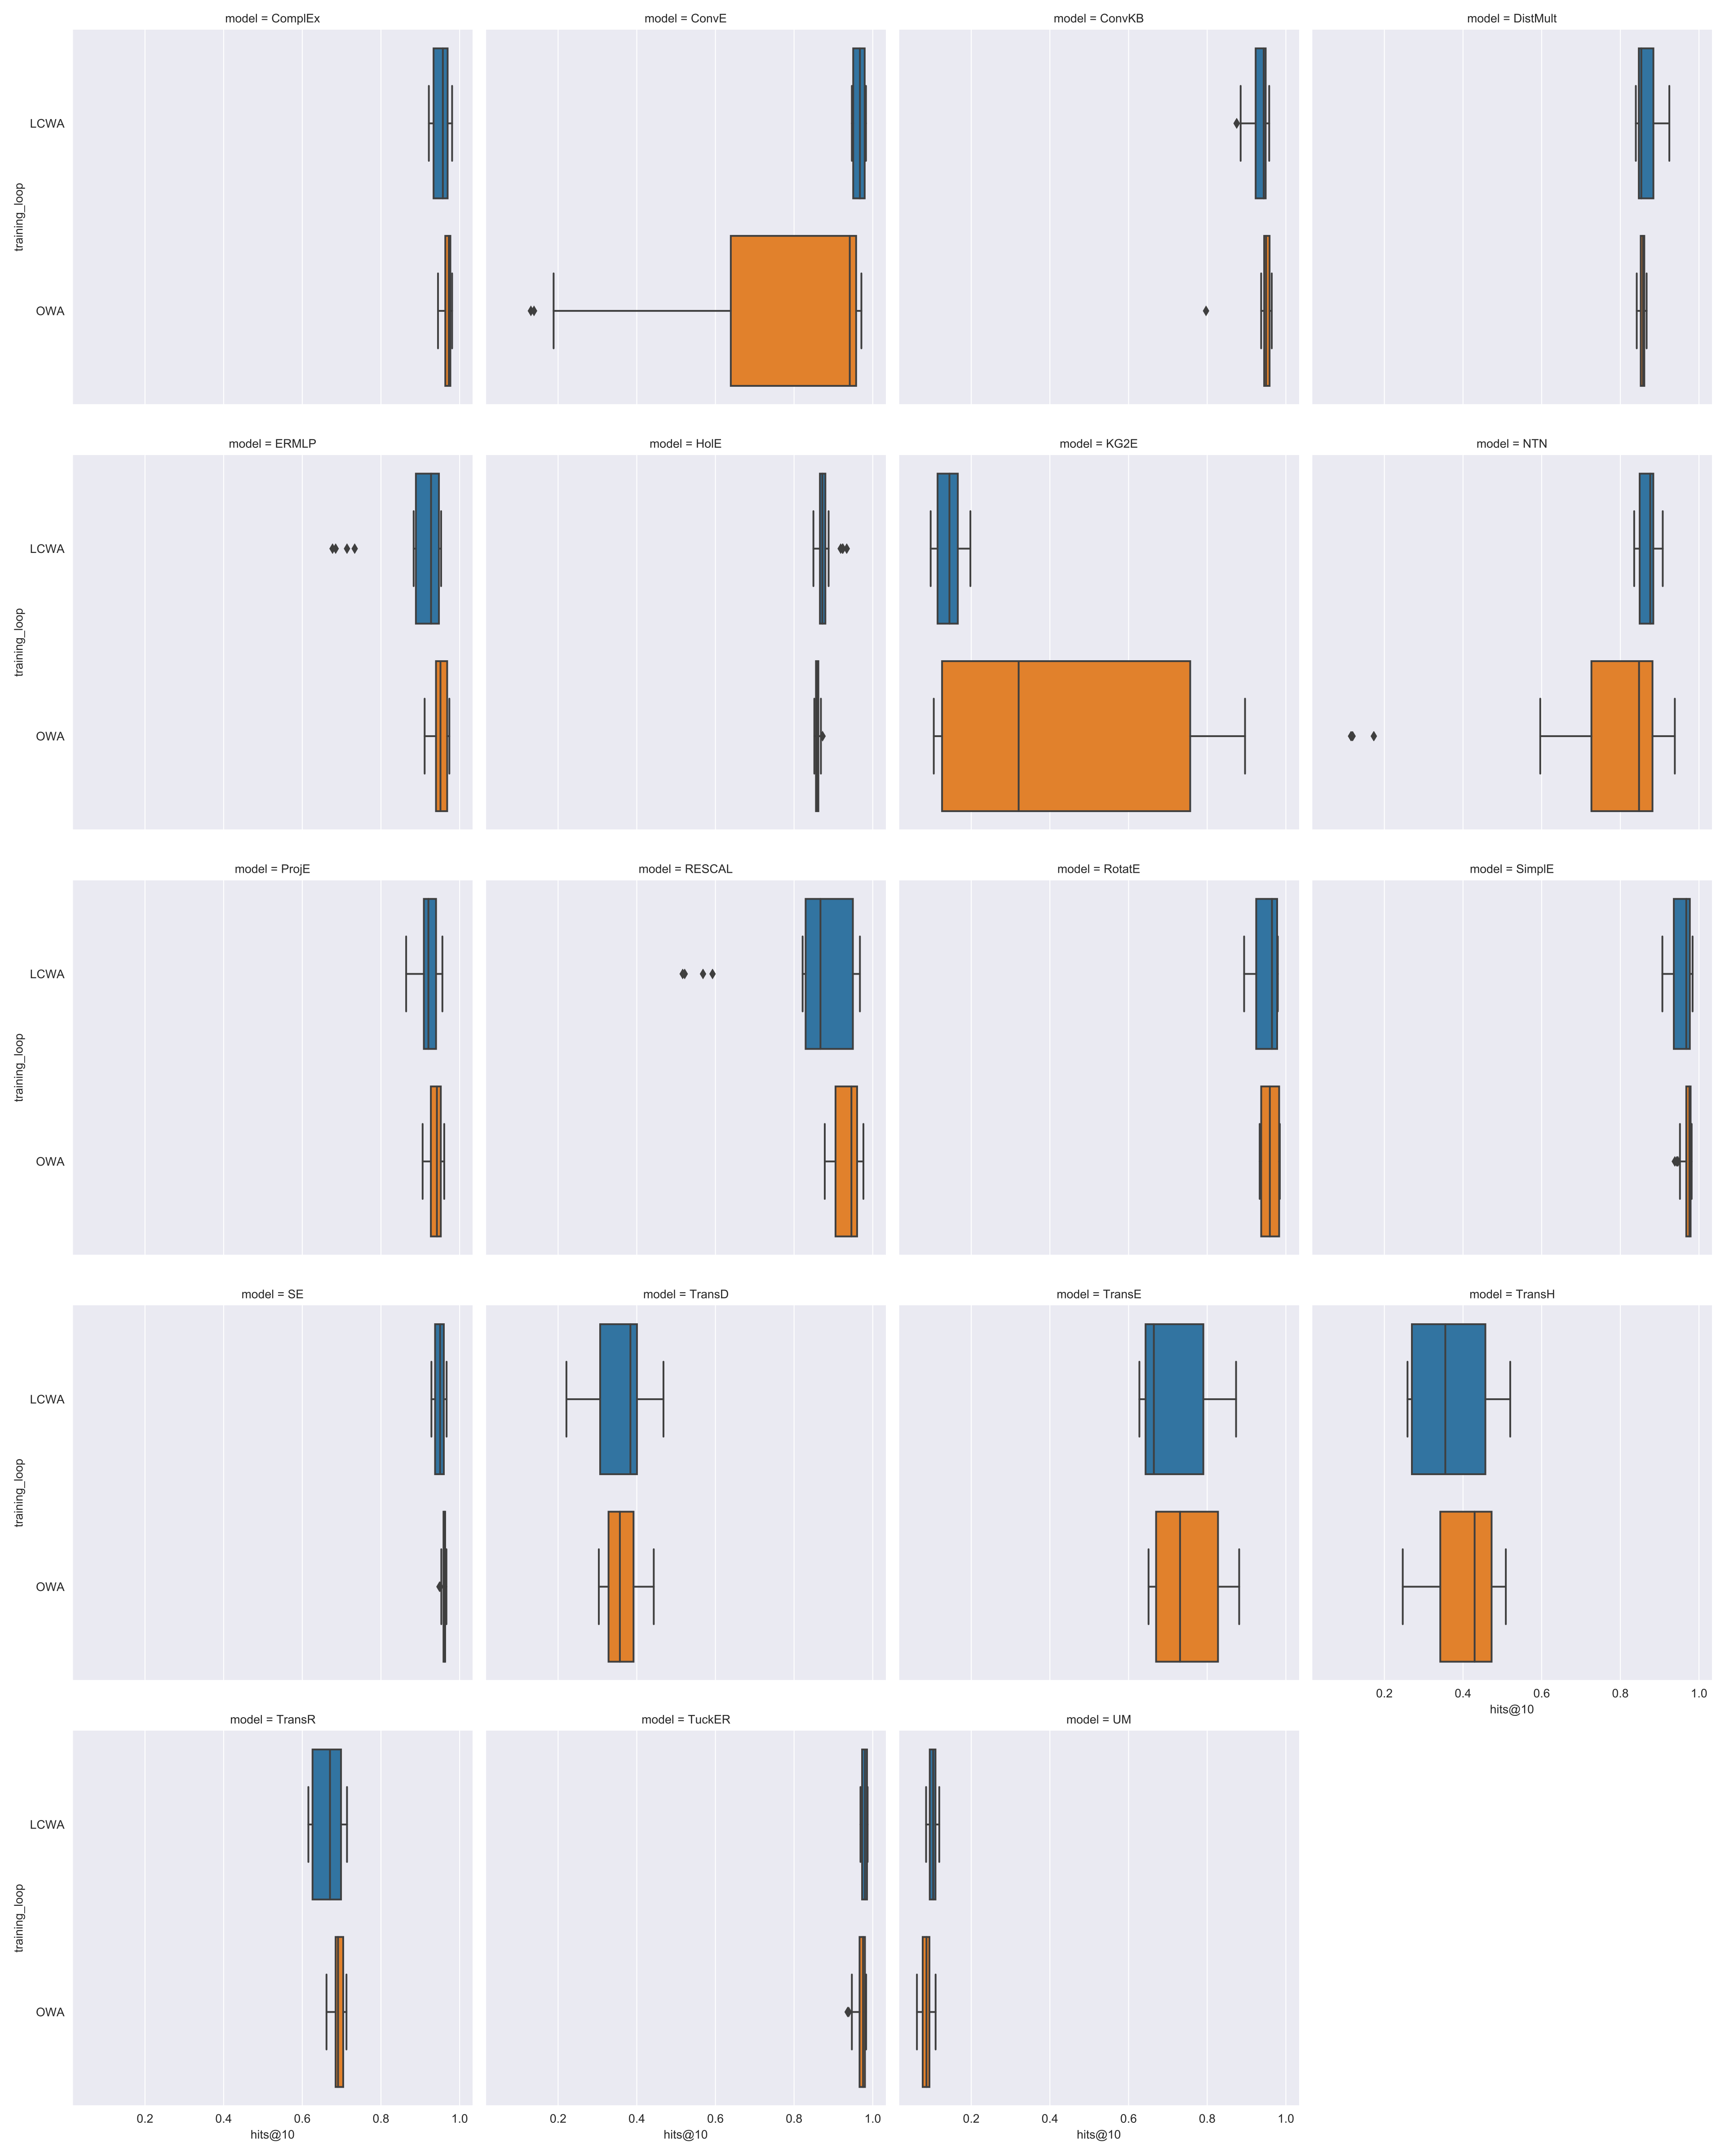 model = ComplEx
model = ConvE
model = ConvKB
model = DistMult
LCWA
training_loop
OWA
model = ERMLP
model = HolE
model = KG2E
model = NTN
LCWA
training_loop
OWA
model = ProjE
model = RESCAL
model = RotatE
model = SimplE
LCWA
training_loop
OWA
model = SE
model = TransD
model = TransE
model = TransH
LCWA
training_loop
OWA
0.2 0.4 0.6 0.8 1.0
hits@10
model = TransR
model = TuckER
model = UM
LCWA
training_loop
OWA
0.2 0.4 0.6 0.8 1.0
hits@10
0.2 0.4 0.6 0.8 1.0
hits@10
0.2 0.4 0.6 0.8 1.0
hits@10